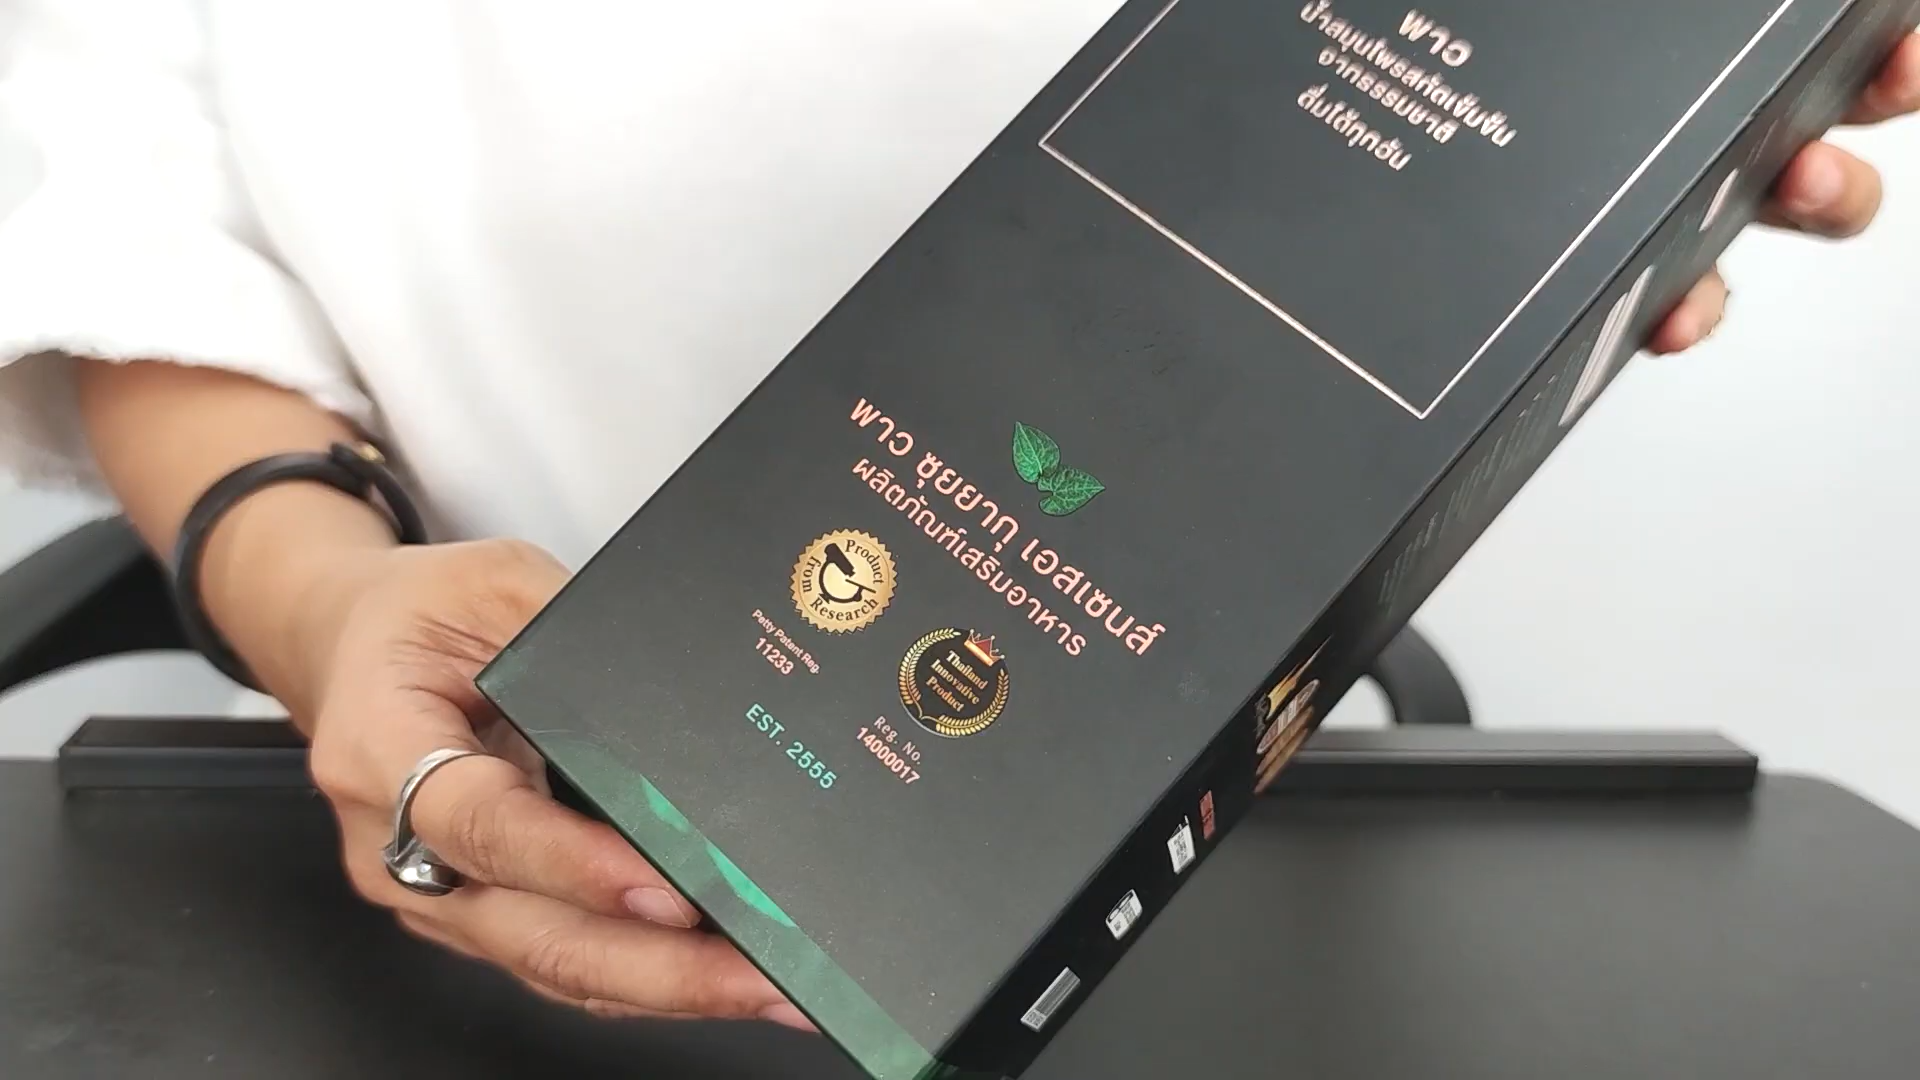 พาว
น้ำสมุนไพรสกัดเข้มข้น
จากธรรมชาติ
ดื่มได้ทุกวัน
พาว ซุยยากุ เอสเซนส์
ผลิตภัณฑ์เสริมอาหาร
Product
from
Research
Petty Patent Reg.
11233
Thailand
Innovative
Product
Reg. No.
14000017
EST. 2555